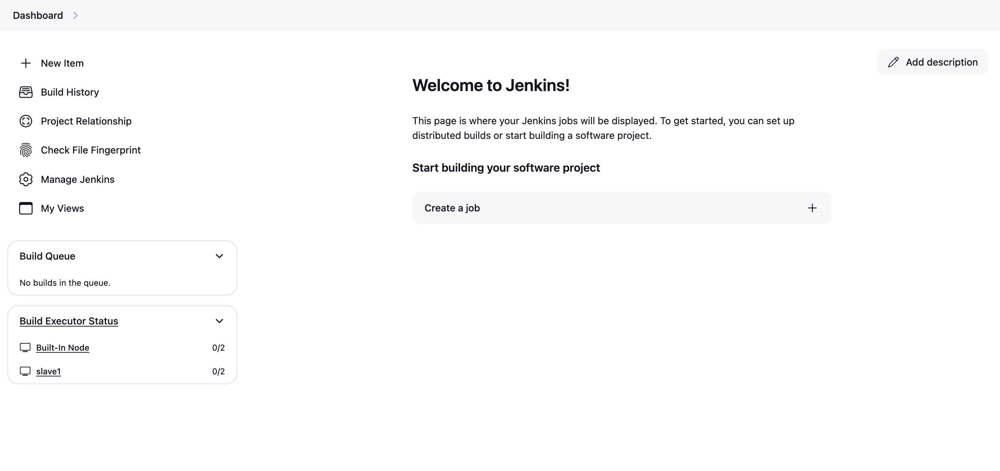 Dashboard
New Item
Build History
Project Relationship
Check File Fingerprint
Manage Jenkins
My Views
Build Queue
No builds in the queue.
Build Executor Status
Built-In Node 0/2
slave1 0/2
Add description
Welcome to Jenkins!
This page is where your Jenkins jobs will be displayed. To get started, you can set up
distributed builds or start building a software project.
Start building your software project
Create a job